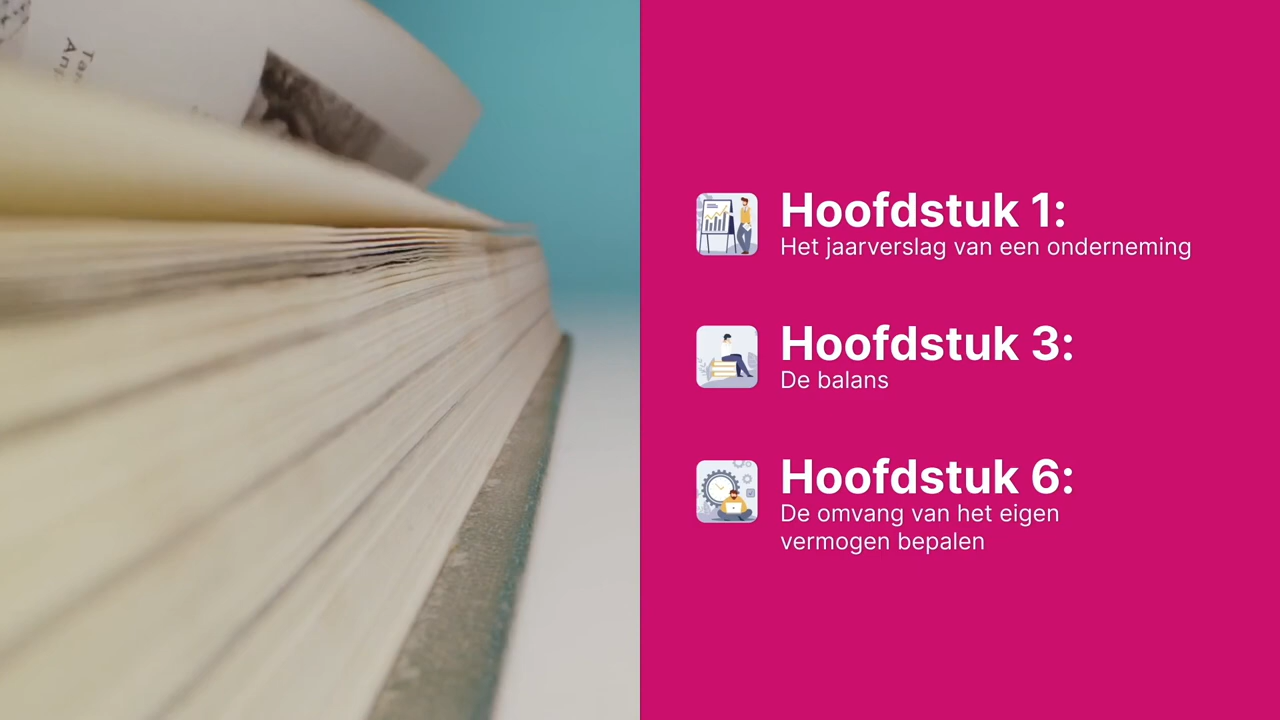 Hoofdstuk 1:
Het jaarverslag van een onderneming
Hoofdstuk 3:
De balans
Hoofdstuk 6:
De omvang van het eigen
vermogen bepalen